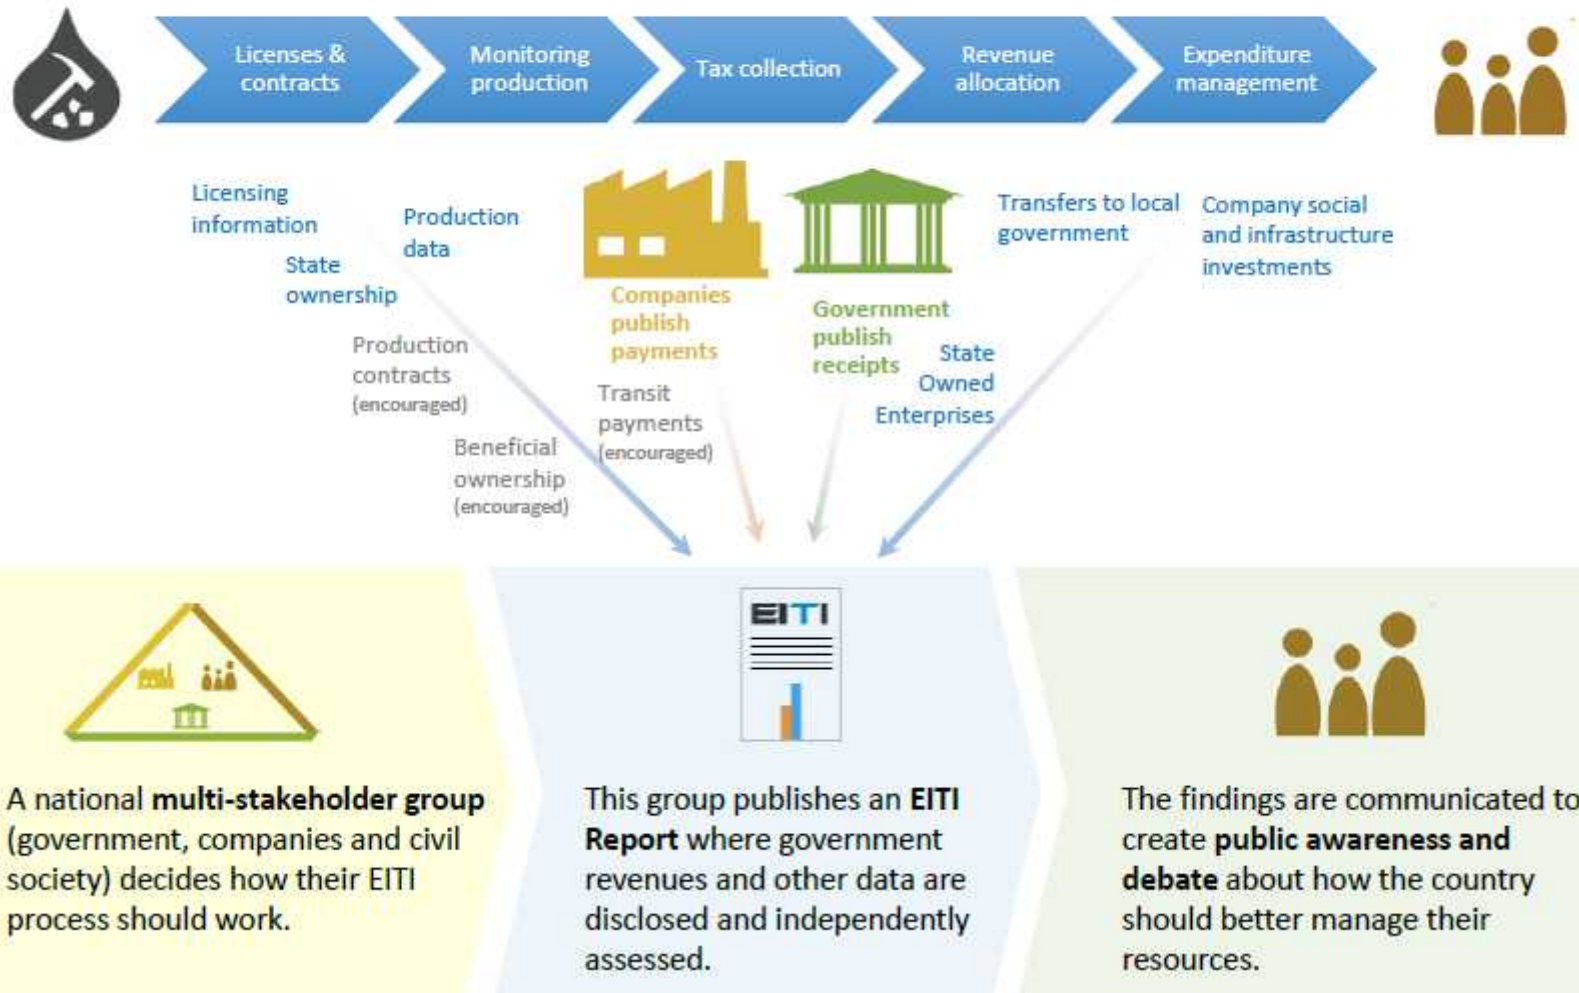 Licenses &
contracts
Monitoring
production
Tax collection
Revenue
allocation
Expenditure
management
Licensing
information
State
ownership
Production
data
Production
contracts
(encouraged)
Beneficial
ownership
(encouraged)
Companies
publish
payments
Transit
payments
(encouraged)
Government
publish
receipts
State
Owned
Enterprises
Transfers to local
government
Company social
and infrastructure
investments
A national multi-stakeholder group
(government, companies and civil
society) decides how their EITI
process should work.
EITI
This group publishes an EITI
Report where government
revenues and other data are
disclosed and independently
assessed.
The findings are communicated to
create public awareness and
debate about how the country
should better manage their
resources.